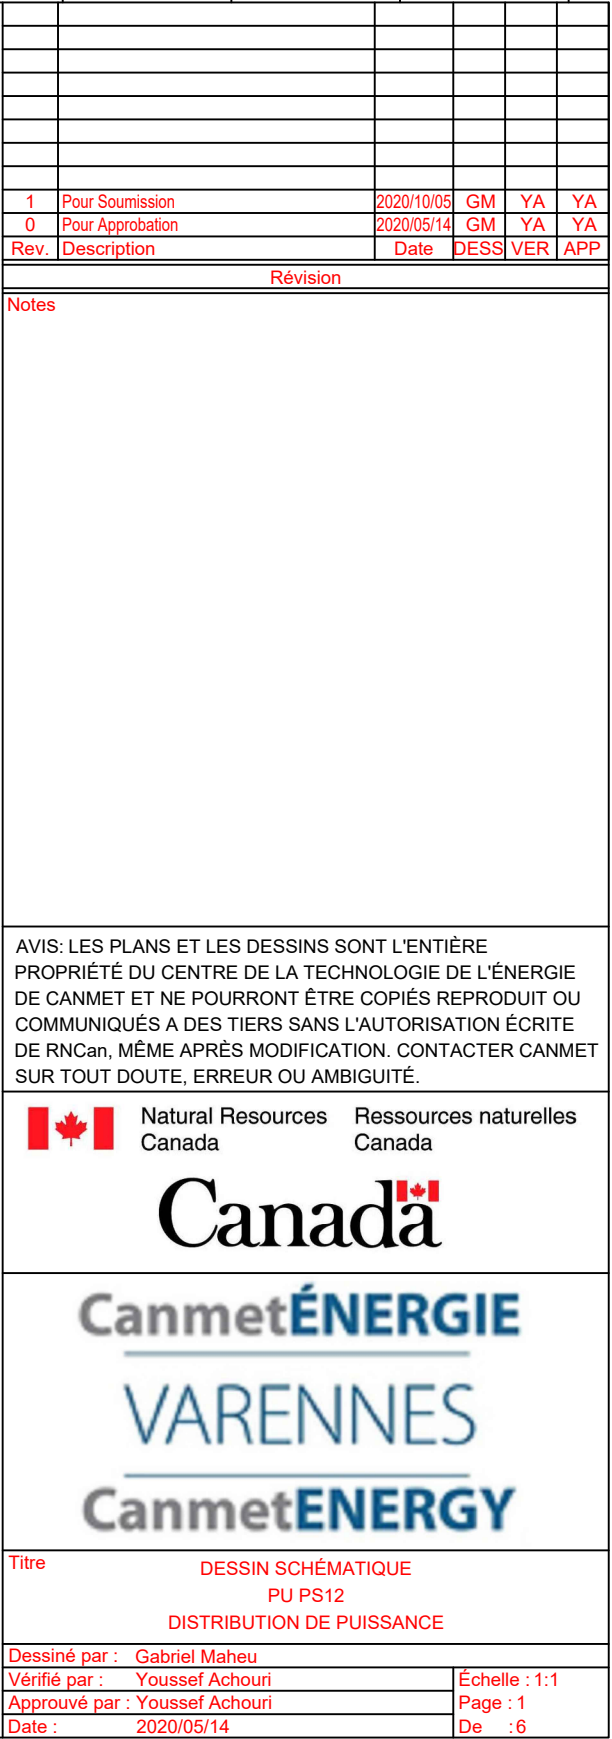 1 Pour Soumission 2020/10/05 GM YA YA
0 Pour Approbation 2020/05/14 GM YA YA
Rev. Description Date DESS VER APP
Révision
Notes
AVIS: LES PLANS ET LES DESSINS SONT L'ENTIÈRE
PROPRIÉTÉ DU CENTRE DE LA TECHNOLOGIE DE L'ÉNERGIE
DE CANMET ET NE POURRONT ÊTRE COPIÉS REPRODUIT OU
COMMUNIQUÉS A DES TIERS SANS L'AUTORISATION ÉCRITE
DE RNCan, MÊME APRÈS MODIFICATION. CONTACTER CANMET
SUR TOUT DOUTE, ERREUR OU AMBIGUITÉ.
Natural Resources Ressources naturelles
Canada Canada
Canada
CanmetÉNERGIE
VARENNES
CanmetENERGY
Titre DESSIN SCHÉMATIQUE
PU PS12
DISTRIBUTION DE PUISSANCE
Dessiné par : Gabriel Maheu
Vérifié par : Youssef Achouri Échelle : 1:1
Approuvé par : Youssef Achouri Page : 1
Date : 2020/05/14 De : 6